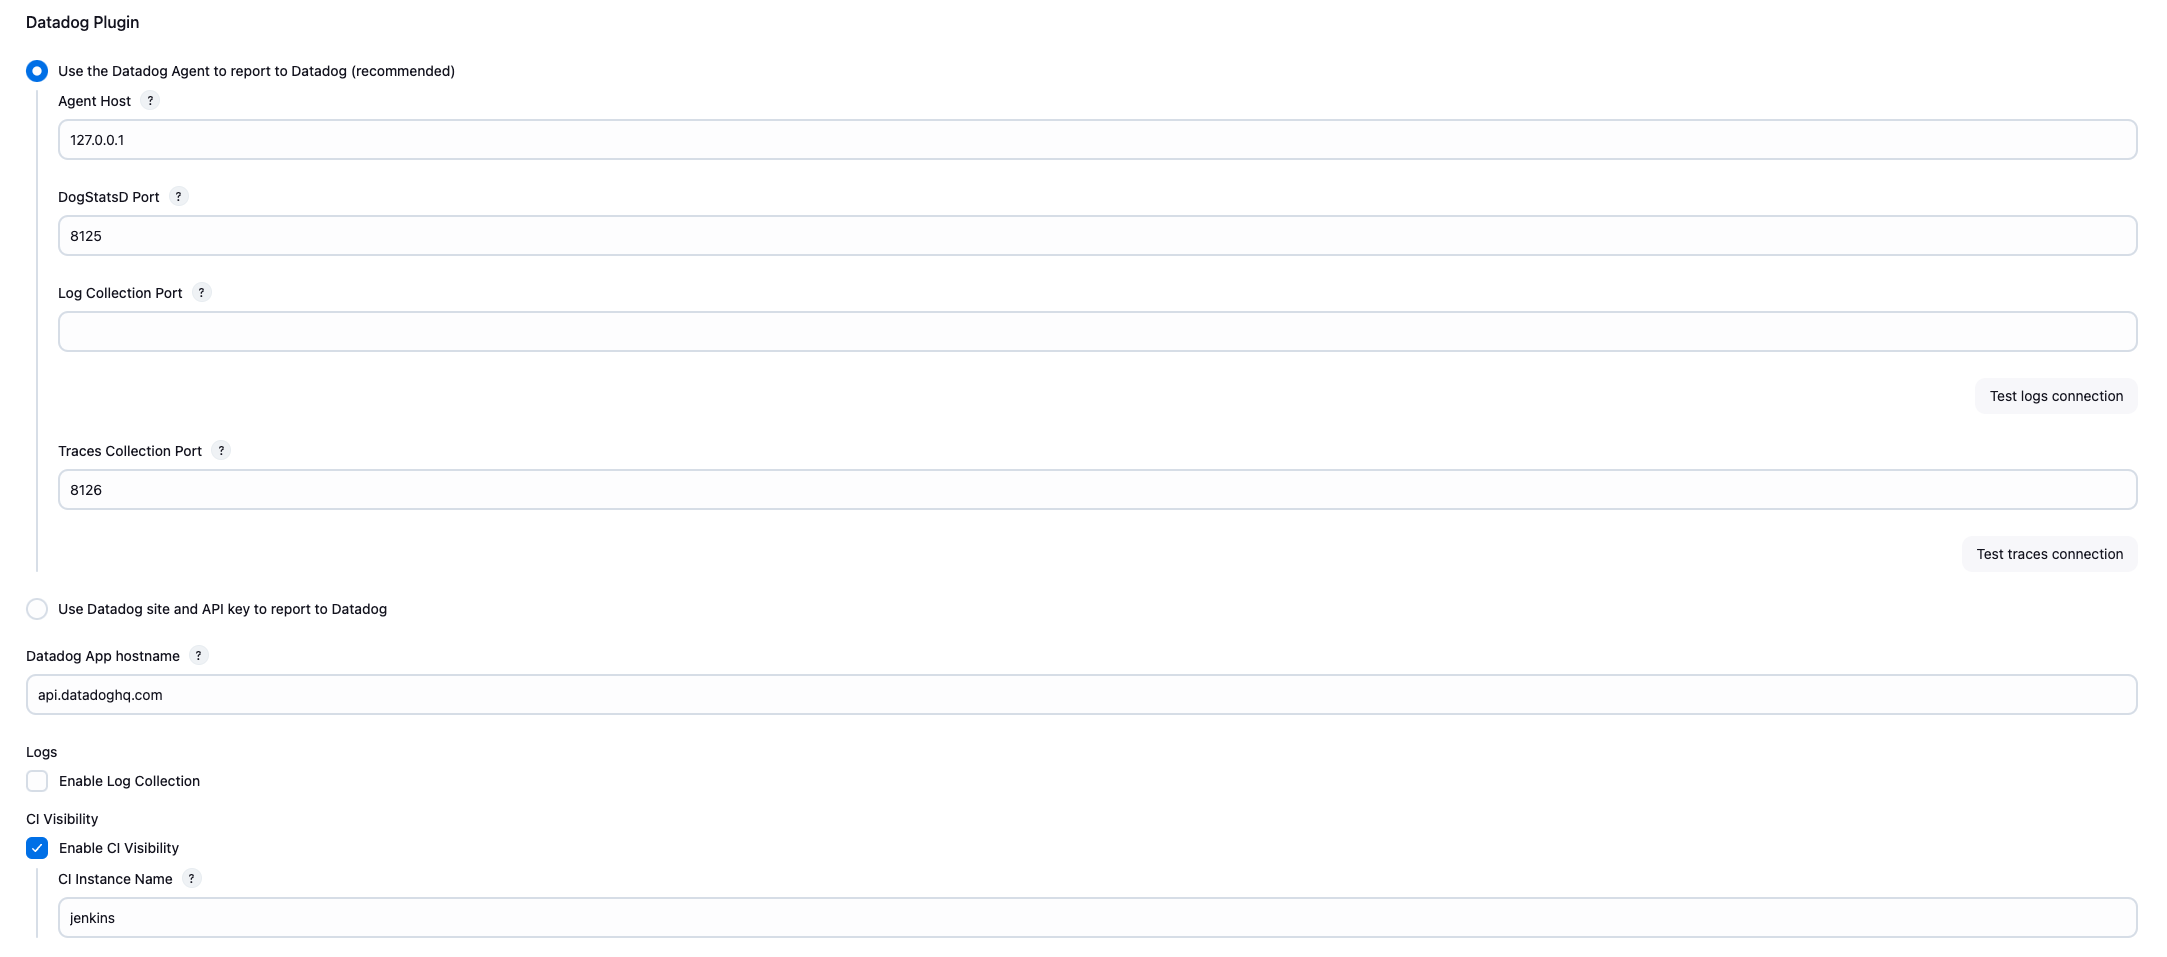 Datadog Plugin
Use the Datadog Agent to report to Datadog (recommended)
Agent Host ?
127.0.0.1
DogStatsD Port ?
8125
Log Collection Port ?
Test logs connection
Traces Collection Port ?
8126
Test traces connection
Use Datadog site and API key to report to Datadog
Datadog App hostname ?
api.datadoghq.com
Logs
Enable Log Collection
CI Visibility
Enable CI Visibility
CI Instance Name ?
jenkins